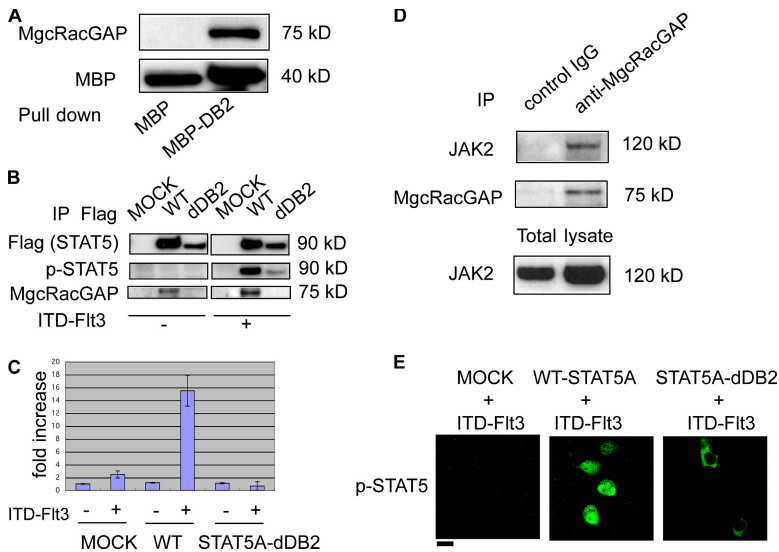 A
MgcRacGAP 75 kD
MBP 40 kD
Pull down MBP MBP-DB2
B
IP Flag MOCK WT dDB2 MOCK WT dDB2
Flag (STAT5) 90 kD
p-STAT5 90 kD
MgcRacGAP 75 kD
ITD-Flt3 - +
C
fold increase
20
18
16
14
12
10
8
6
4
2
0
ITD-Flt3 - + - + - +
MOCK WT STAT5A-dDB2
D
IP control IgG anti-MgcRacGAP
JAK2 120 kD
MgcRacGAP 75 kD
Total lysate
JAK2 120 kD
E
MOCK WT-STAT5A STAT5A-dDB2
+ + +
ITD-Flt3 ITD-Flt3 ITD-Flt3
p-STAT5